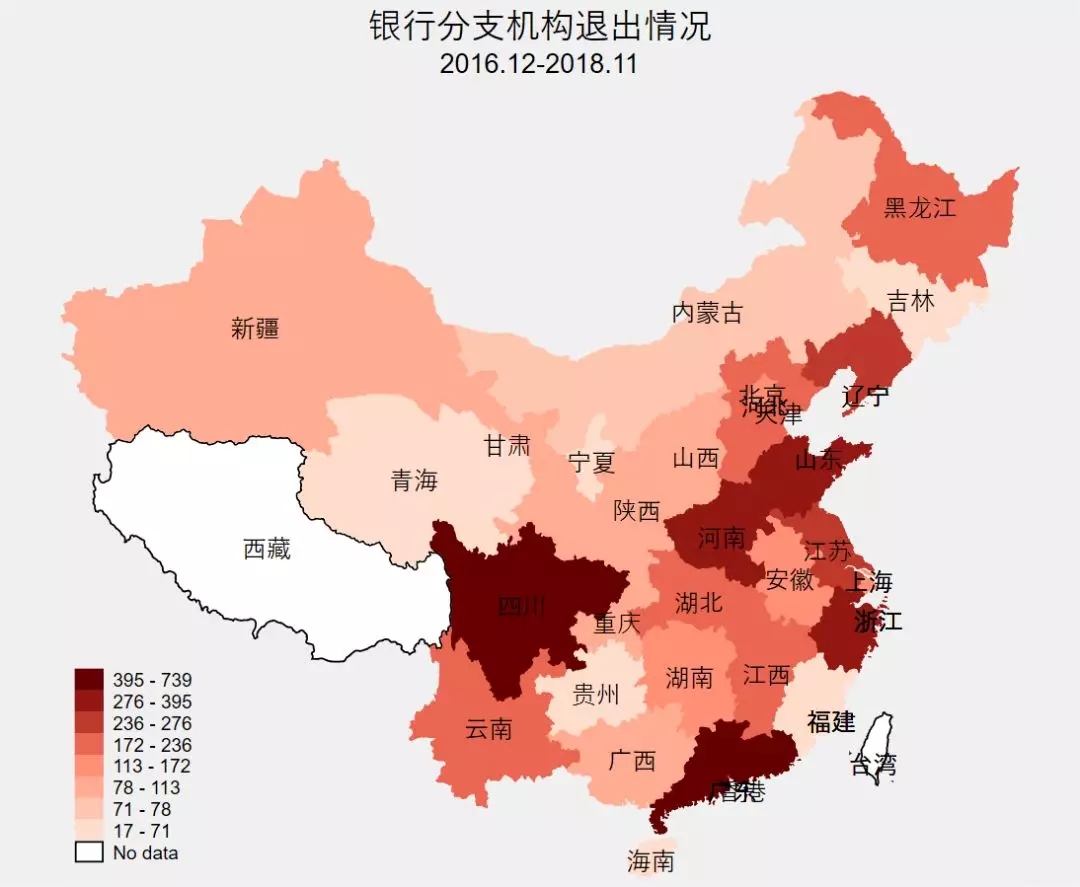 银行分支机构退出情况
2016.12-2018.11
黑龙江
吉林
内蒙古
新疆
北京
河北
天津
辽宁
甘肃
宁夏
山西
山东
青海
陕西
河南
西藏
江苏
安徽
上海
四川
湖北
重庆
浙江
湖南
江西
贵州
云南
福建
广西
台湾
香港
海南
395 - 739
276 - 395
236 - 276
172 - 236
113 - 172
78 - 113
71 - 78
17 - 71
No data